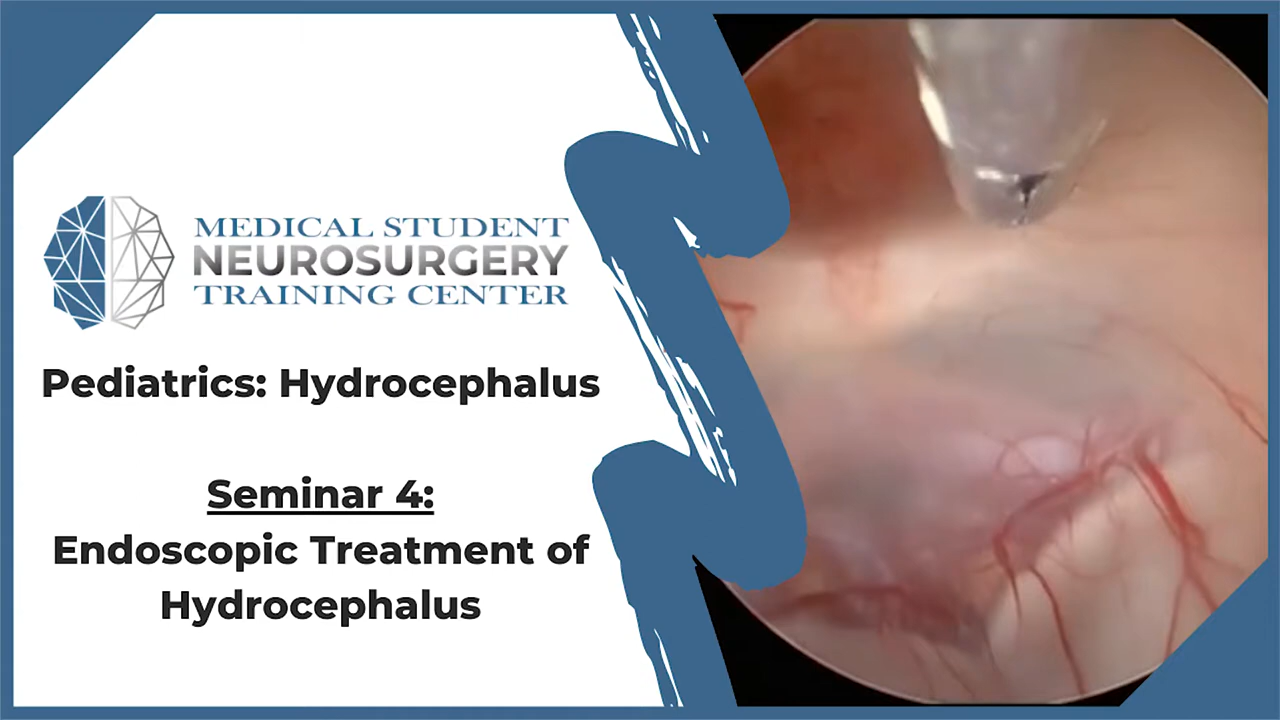 MEDICAL STUDENT
NEUROSURGERY
TRAINING CENTER
Pediatrics: Hydrocephalus
Seminar 4:
Endoscopic Treatment of
Hydrocephalus